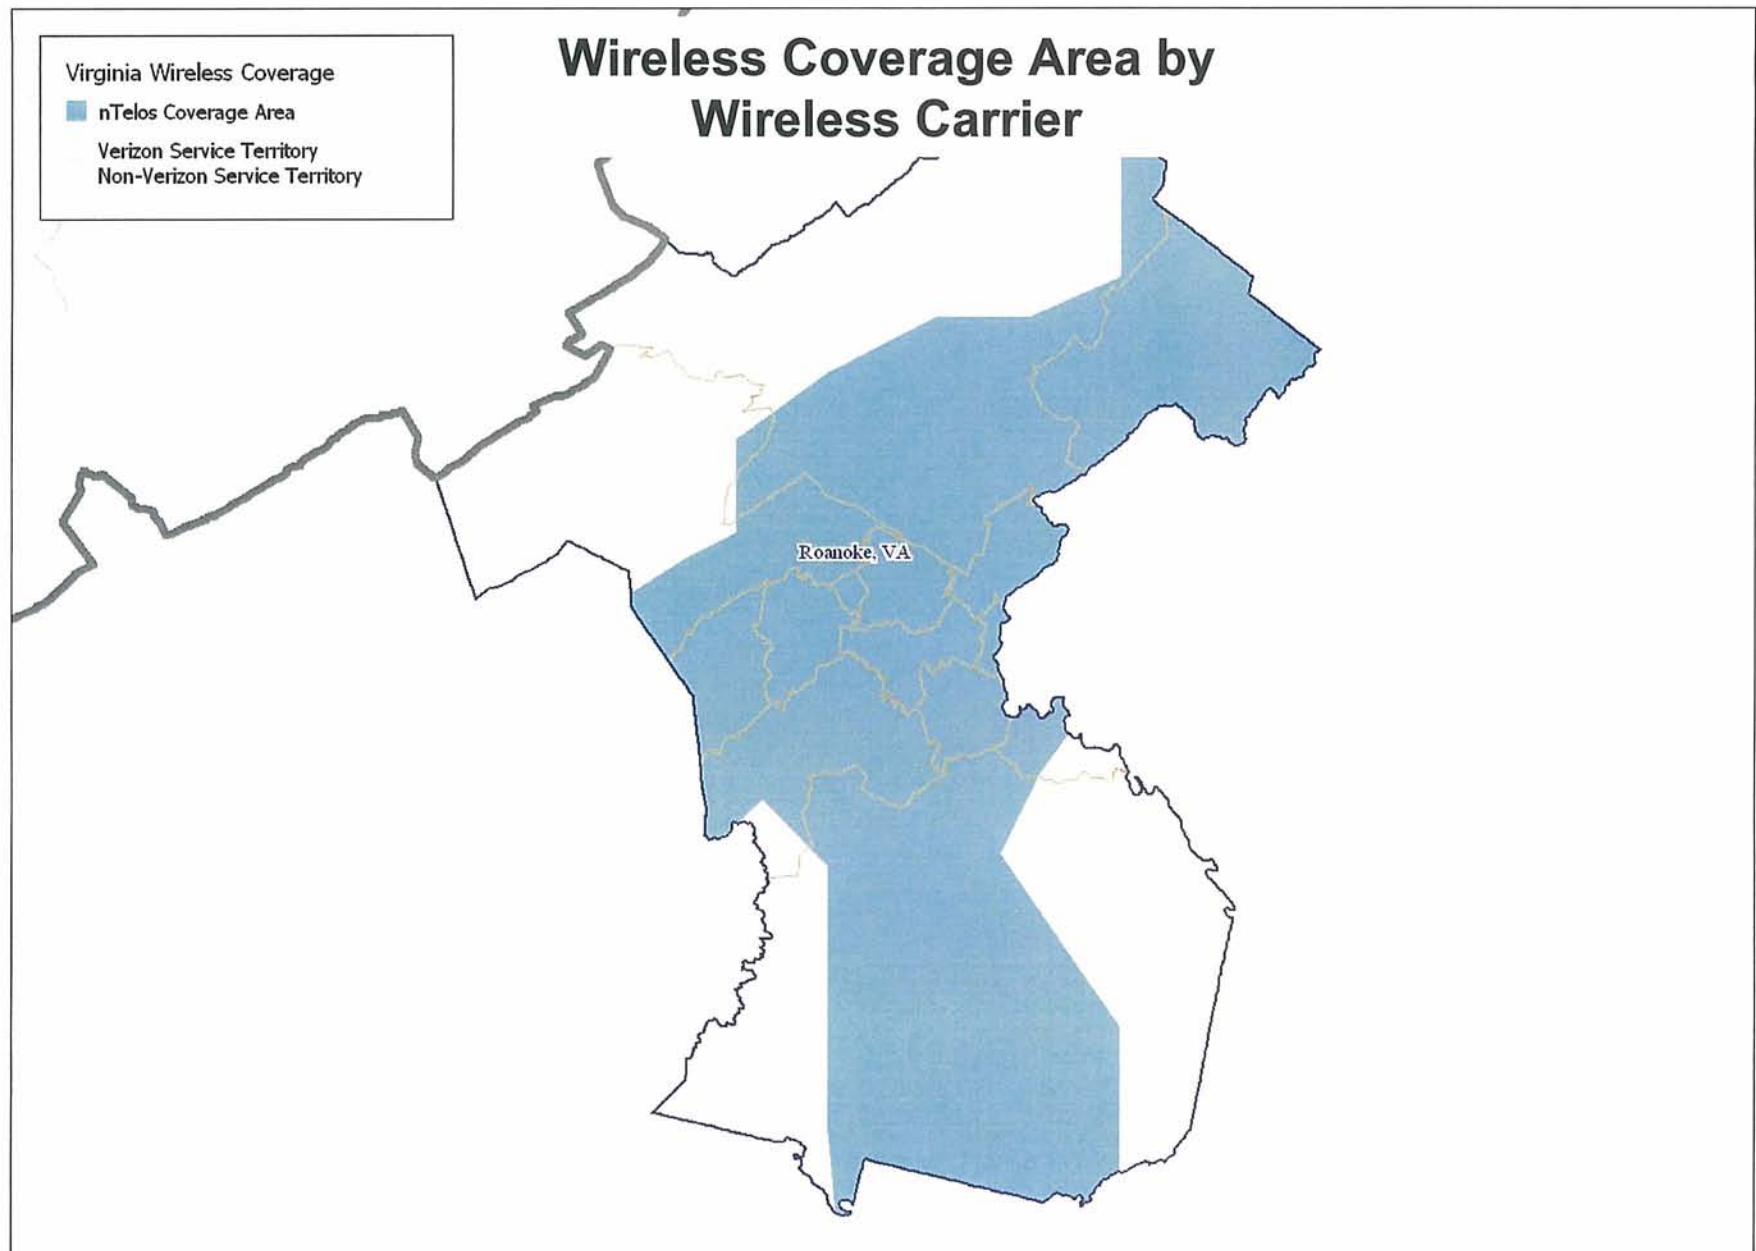 Wireless Coverage Area by
Wireless Carrier
Virginia Wireless Coverage
nTelos Coverage Area
Verizon Service Territory
Non-Verizon Service Territory
Roanoke, VA